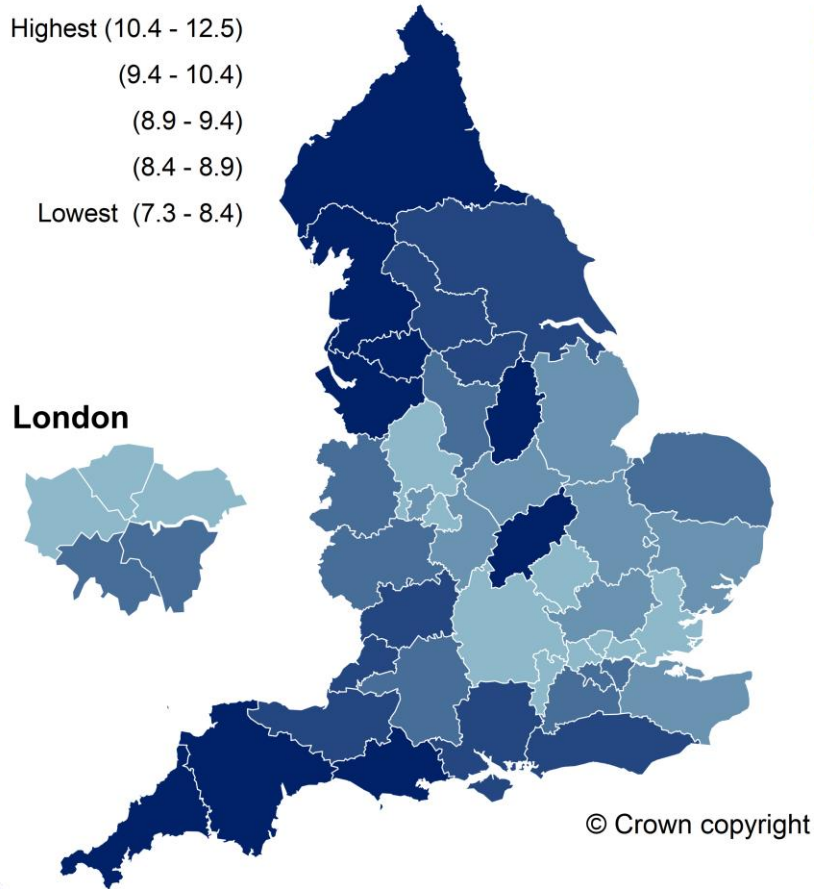 Highest (10.4 - 12.5)
(9.4 - 10.4)
(8.9 - 9.4)
(8.4 - 8.9)
Lowest (7.3 - 8.4)
London
© Crown copyright